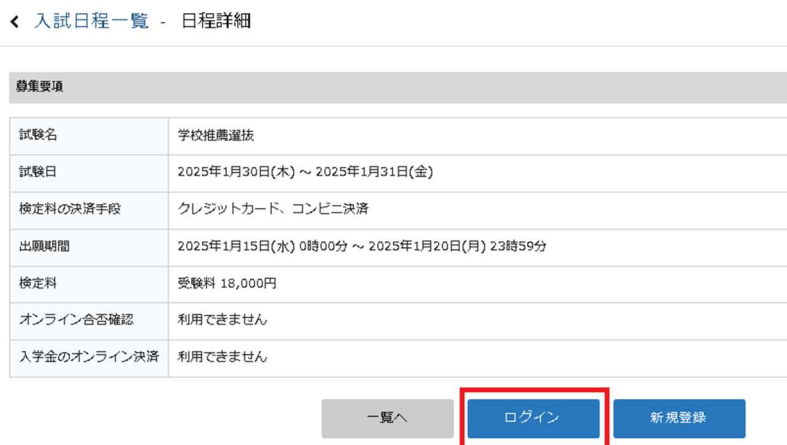 入試日程一覧 - 日程詳細
募集要項
試験名 学校推薦選抜
試験日 2025年1月30日(木) ～ 2025年1月31日(金)
検定料の決済手段 クレジットカード、コンビニ決済
出願期間 2025年1月15日(水) 0時00分 ～ 2025年1月20日(月) 23時59分
検定料 受験料 18,000円
オンライン合否確認 利用できません
入学金のオンライン決済 利用できません
一覧へ ログイン 新規登録